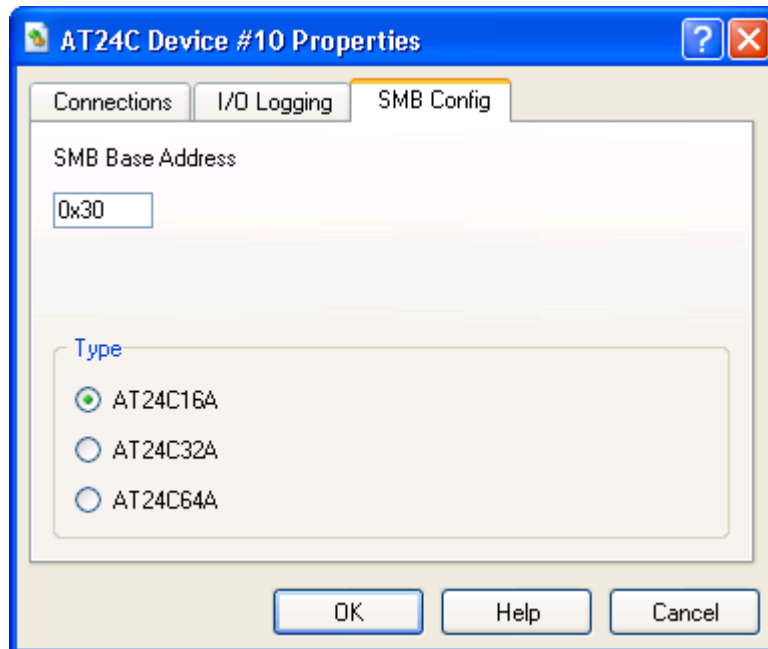 AT24C Device #10 Properties
Connections I/O Logging SMB Config
SMB Base Address
0x30
Type
AT24C16A
AT24C32A
AT24C64A
OK Help Cancel